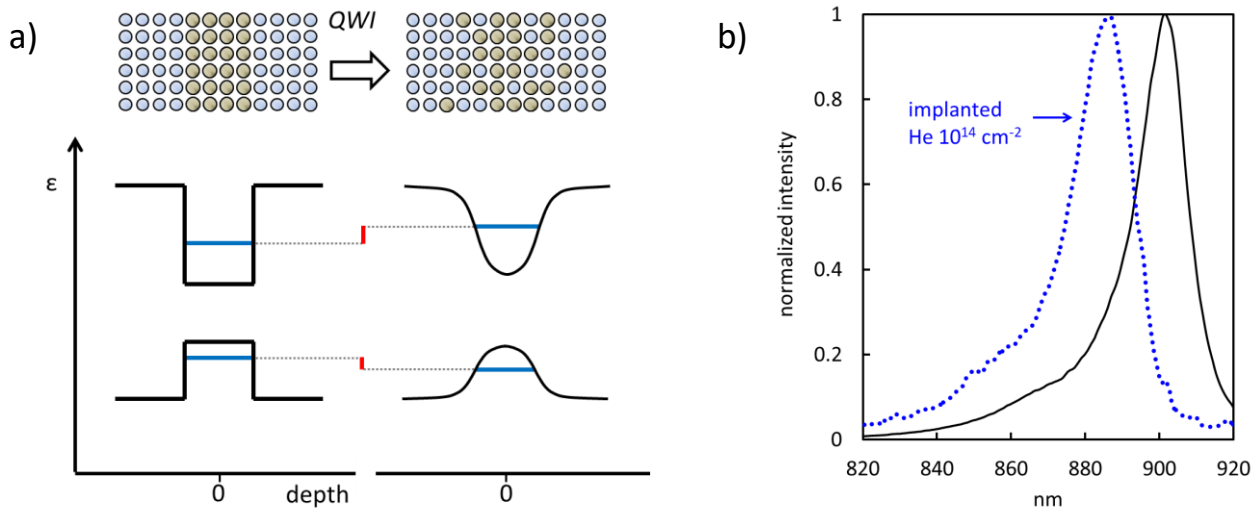 a)
QWI
ε
0
depth
0
b)
normalized intensity
1
0.8
0.6
0.4
0.2
0
implanted
He 10¹⁴ cm⁻²
820
840
860
880
900
920
nm